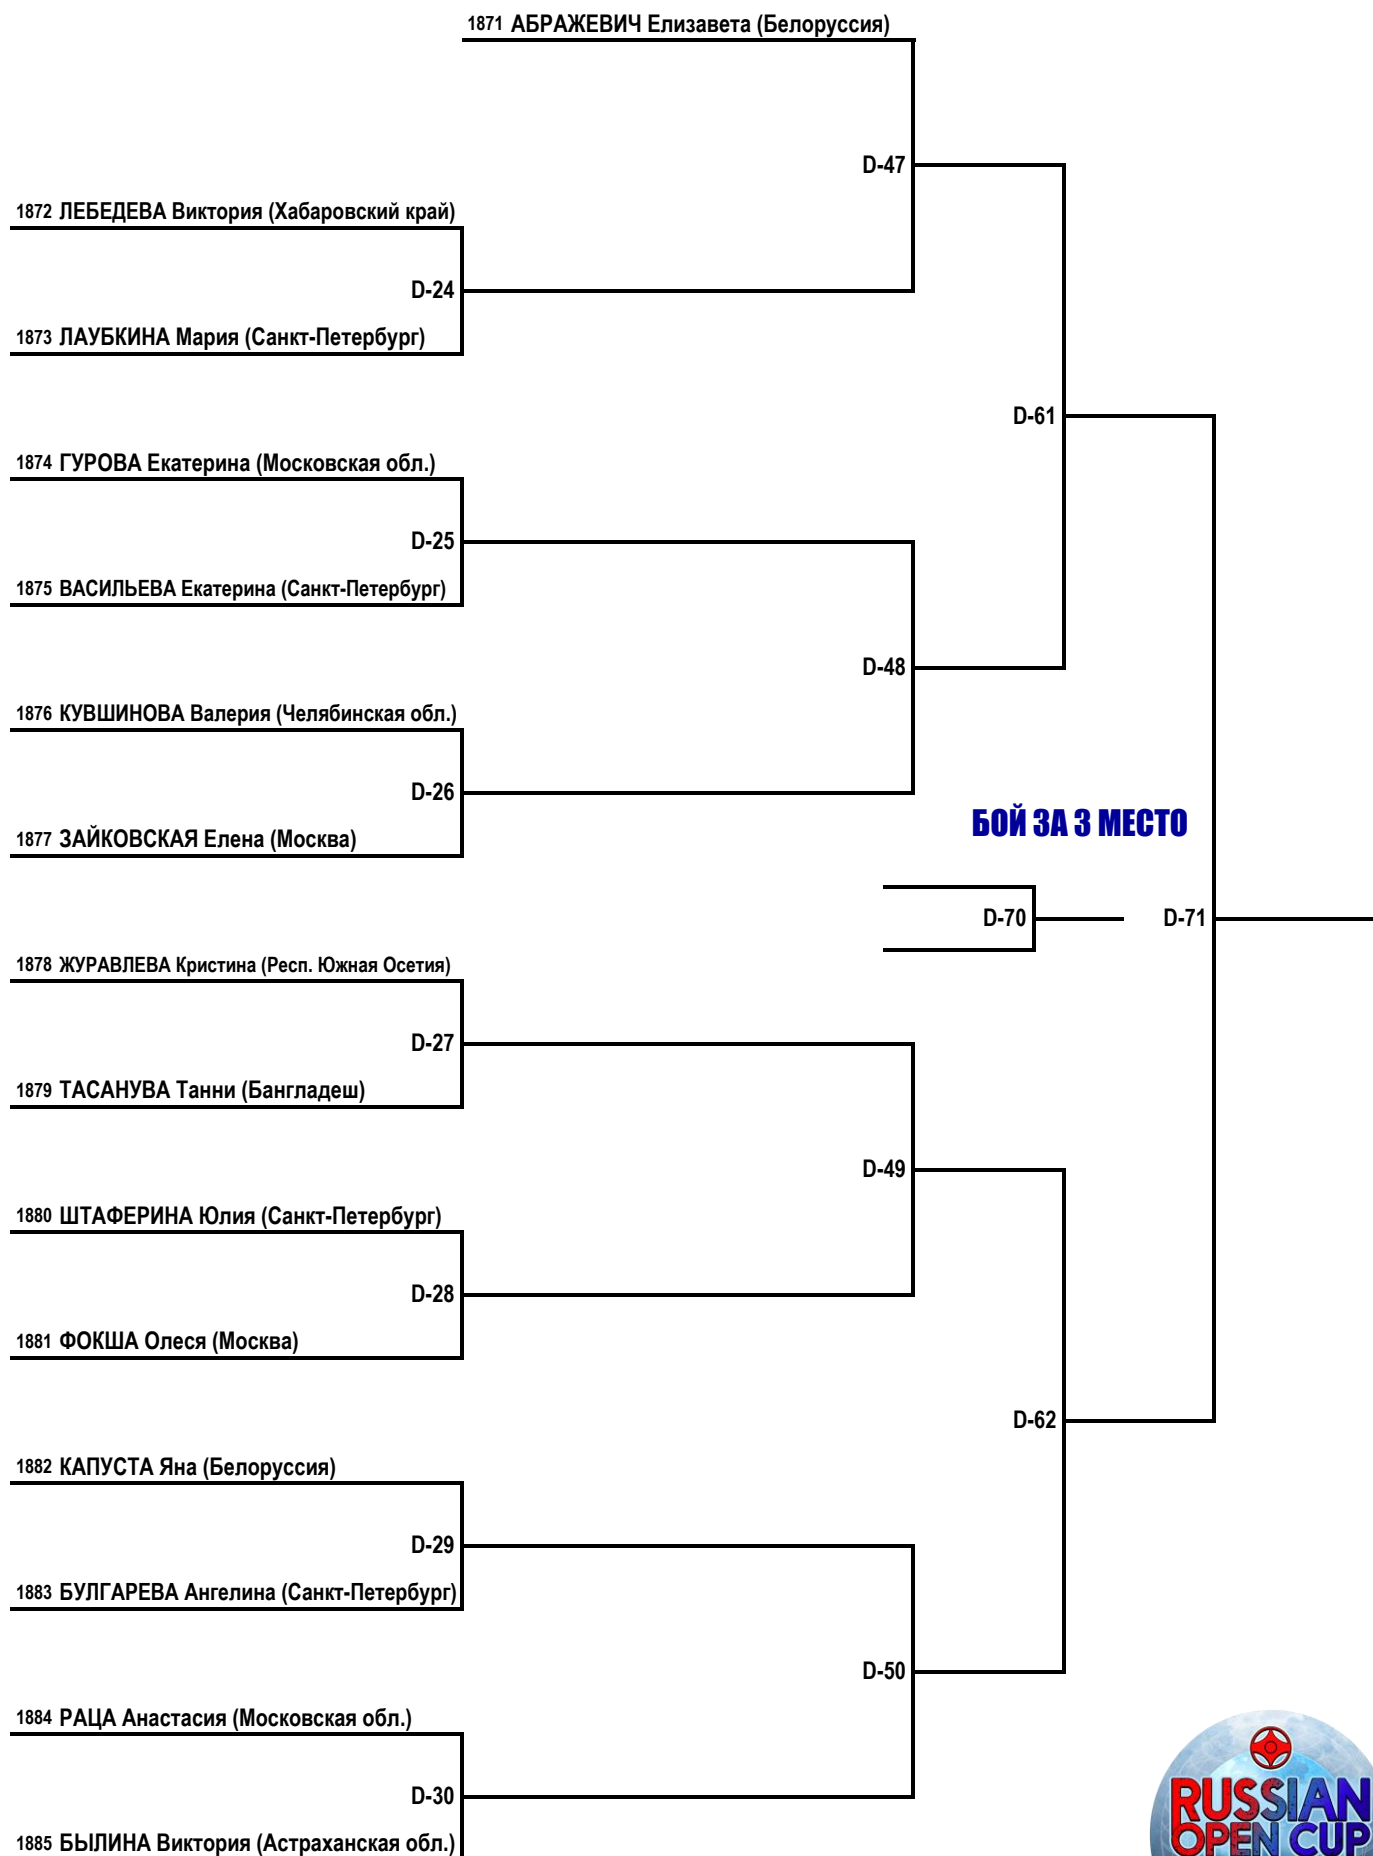 1871 АБРАЖЕВИЧ Елизавета (Белоруссия)
D-47
1872 ЛЕБЕДЕВА Виктория (Хабаровский край)
D-24
1873 ЛАУБКИНА Мария (Санкт-Петербург)
D-61
1874 ГУРОВА Екатерина (Московская обл.)
D-25
1875 ВАСИЛЬЕВА Екатерина (Санкт-Петербург)
D-48
1876 КУВШИНОВА Валерия (Челябинская обл.)
D-26
БОЙ ЗА 3 МЕСТО
1877 ЗАЙКОВСКАЯ Елена (Москва)
D-70 D-71
1878 ЖУРАВЛЕВА Кристина (Респ. Южная Осетия)
D-27
1879 ТАСАНУВА Танни (Бангладеш)
D-49
1880 ШТАФЕРИНА Юлия (Санкт-Петербург)
D-28
1881 ФОКША Олеся (Москва)
D-62
1882 КАПУСТА Яна (Белоруссия)
D-29
1883 БУЛГАРЕВА Ангелина (Санкт-Петербург)
D-50
1884 РАЦА Анастасия (Московская обл.)
D-30
RUSSIAN
OPEN CUP
1885 БЫЛИНА Виктория (Астраханская обл.)